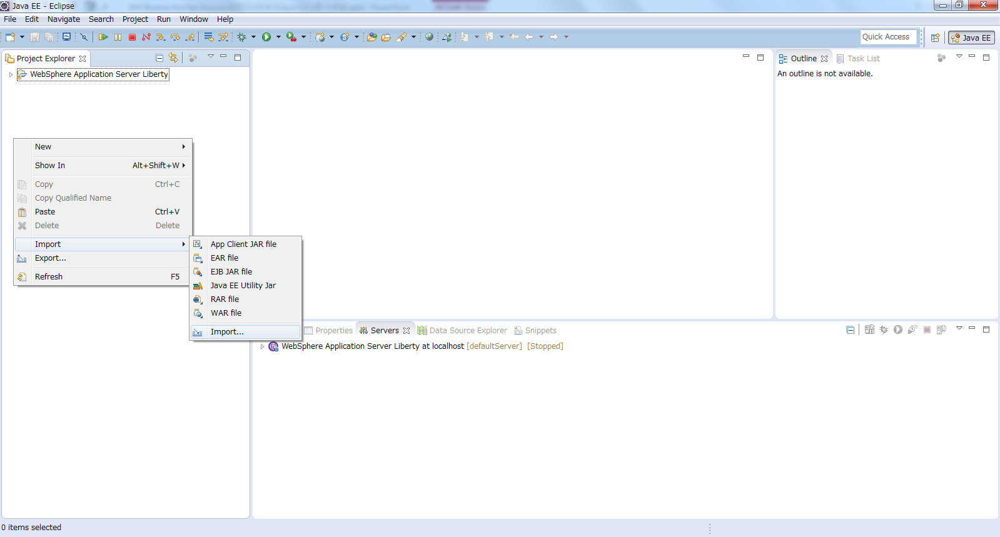 Java EE - Eclipse
File Edit Navigate Search Project Run Window Help
Quick Access
Java EE
Project Explorer
WebSphere Application Server Liberty
Outline
Task List
An outline is not available.
New
Show In Alt+Shift+W
Copy Ctrl+C
Copy Qualified Name
Paste Ctrl+V
Delete Delete
Import
Export...
Refresh F5
App Client JAR file
EAR file
EJB JAR file
Java EE Utility Jar
RAR file
WAR file
Import...
Properties Servers Data Source Explorer Snippets
WebSphere Application Server Liberty at localhost [defaultServer] [Stopped]
0 items selected